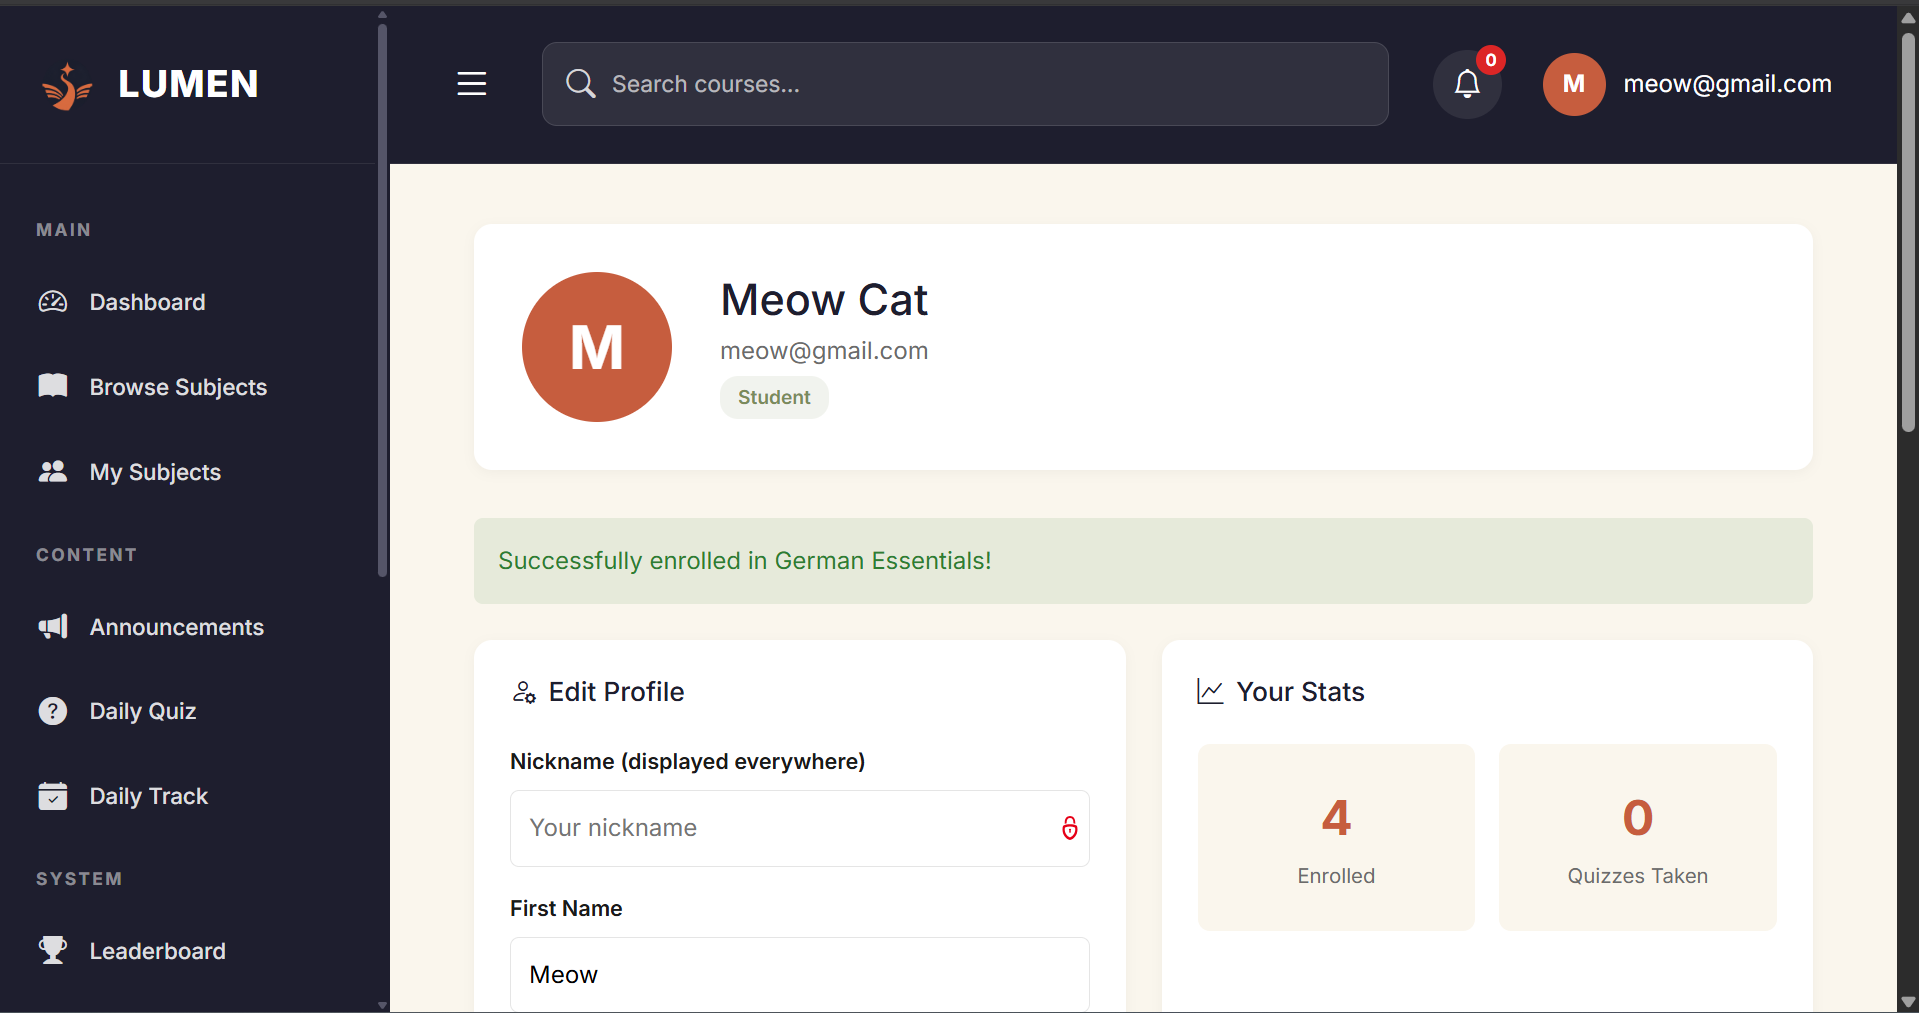 LUMEN
Search courses...
0
M
meow@gmail.com
MAIN
Dashboard
Browse Subjects
My Subjects
CONTENT
Announcements
Daily Quiz
Daily Track
SYSTEM
Leaderboard
M
Meow Cat
meow@gmail.com
Student
Successfully enrolled in German Essentials!
Edit Profile
Nickname (displayed everywhere)
Your nickname
First Name
Meow
Your Stats
4
Enrolled
0
Quizzes Taken